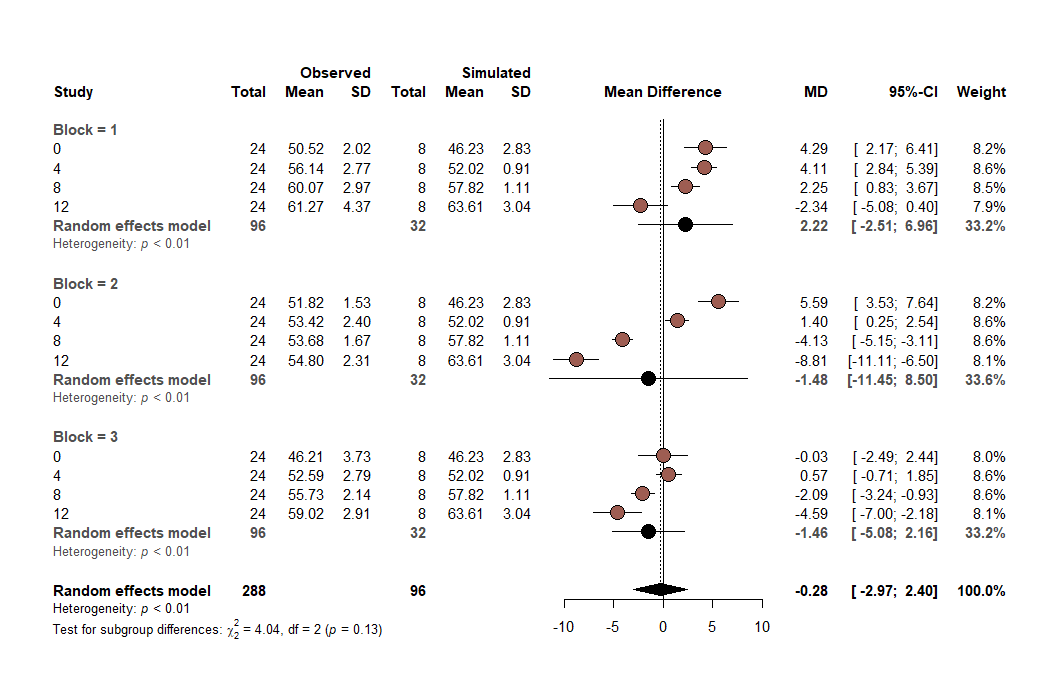 Observed Simulated
Study Total Mean SD Total Mean SD Mean Difference MD 95%-CI Weight
Block = 1
0 24 50.52 2.02 8 46.23 2.83 4.29 [ 2.17; 6.41] 8.2%
4 24 56.14 2.77 8 52.02 0.91 4.11 [ 2.84; 5.39] 8.6%
8 24 60.07 2.97 8 57.82 1.11 2.25 [ 0.83; 3.67] 8.5%
12 24 61.27 4.37 8 63.61 3.04 -2.34 [ -5.08; 0.40] 7.9%
Random effects model 96 32 2.22 [ -2.51; 6.96] 33.2%
Heterogeneity: p < 0.01
Block = 2
0 24 51.82 1.53 8 46.23 2.83 5.59 [ 3.53; 7.64] 8.2%
4 24 53.42 2.40 8 52.02 0.91 1.40 [ 0.25; 2.54] 8.6%
8 24 53.68 1.67 8 57.82 1.11 -4.13 [ -5.15; -3.11] 8.6%
12 24 54.80 2.31 8 63.61 3.04 -8.81 [-11.11; -6.50] 8.1%
Random effects model 96 32 -1.48 [-11.45; 8.50] 33.6%
Heterogeneity: p < 0.01
Block = 3
0 24 46.21 3.73 8 46.23 2.83 -0.03 [ -2.49; 2.44] 8.0%
4 24 52.59 2.79 8 52.02 0.91 0.57 [ -0.71; 1.85] 8.6%
8 24 55.73 2.14 8 57.82 1.11 -2.09 [ -3.24; -0.93] 8.6%
12 24 59.02 2.91 8 63.61 3.04 -4.59 [ -7.00; -2.18] 8.1%
Random effects model 96 32 -1.46 [ -5.08; 2.16] 33.2%
Heterogeneity: p < 0.01
Random effects model 288 96 -0.28 [ -2.97; 2.40] 100.0%
Heterogeneity: p < 0.01
Test for subgroup differences: χ²₂ = 4.04, df = 2 (p = 0.13)
-10 -5 0 5 10